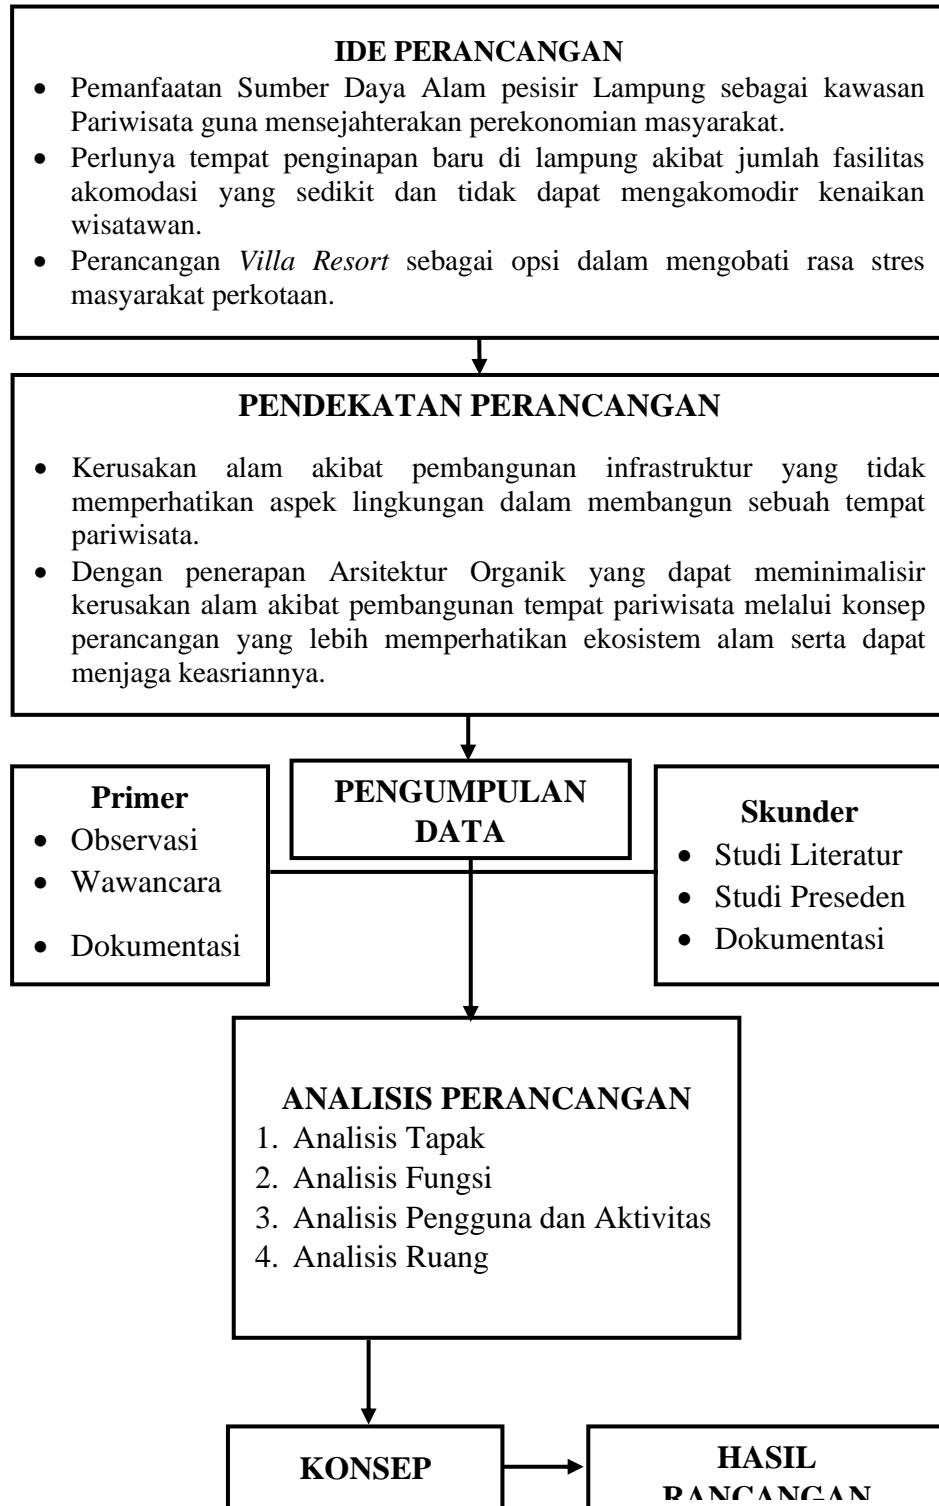 IDE PERANCANGAN
• Pemanfaatan Sumber Daya Alam pesisir Lampung sebagai kawasan
Pariwisata guna mensejahterakan perekonomian masyarakat.
• Perlunya tempat penginapan baru di lampung akibat jumlah fasilitas
akomodasi yang sedikit dan tidak dapat mengakomodir kenaikan
wisatawan.
• Perancangan Villa Resort sebagai opsi dalam mengobati rasa stres
masyarakat perkotaan.
PENDEKATAN PERANCANGAN
• Kerusakan alam akibat pembangunan infrastruktur yang tidak
memperhatikan aspek lingkungan dalam membangun sebuah tempat
pariwisata.
• Dengan penerapan Arsitektur Organik yang dapat meminimalisir
kerusakan alam akibat pembangunan tempat pariwisata melalui konsep
perancangan yang lebih memperhatikan ekosistem alam serta dapat
menjaga keasriannya.
Primer
• Observasi
• Wawancara
• Dokumentasi
PENGUMPULAN
DATA
Skunder
• Studi Literatur
• Studi Preseden
• Dokumentasi
ANALISIS PERANCANGAN
1. Analisis Tapak
2. Analisis Fungsi
3. Analisis Pengguna dan Aktivitas
4. Analisis Ruang
KONSEP
HASIL
RANCANGAN